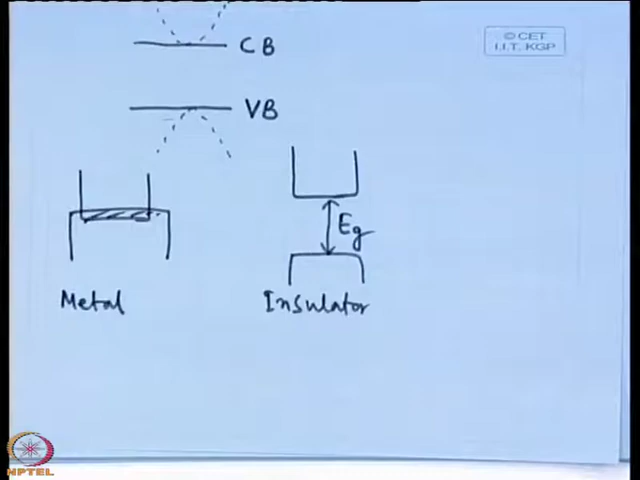 CB
© CET
I.I.T. KGP
VB
Eg
Metal
Insulator
NPTEL